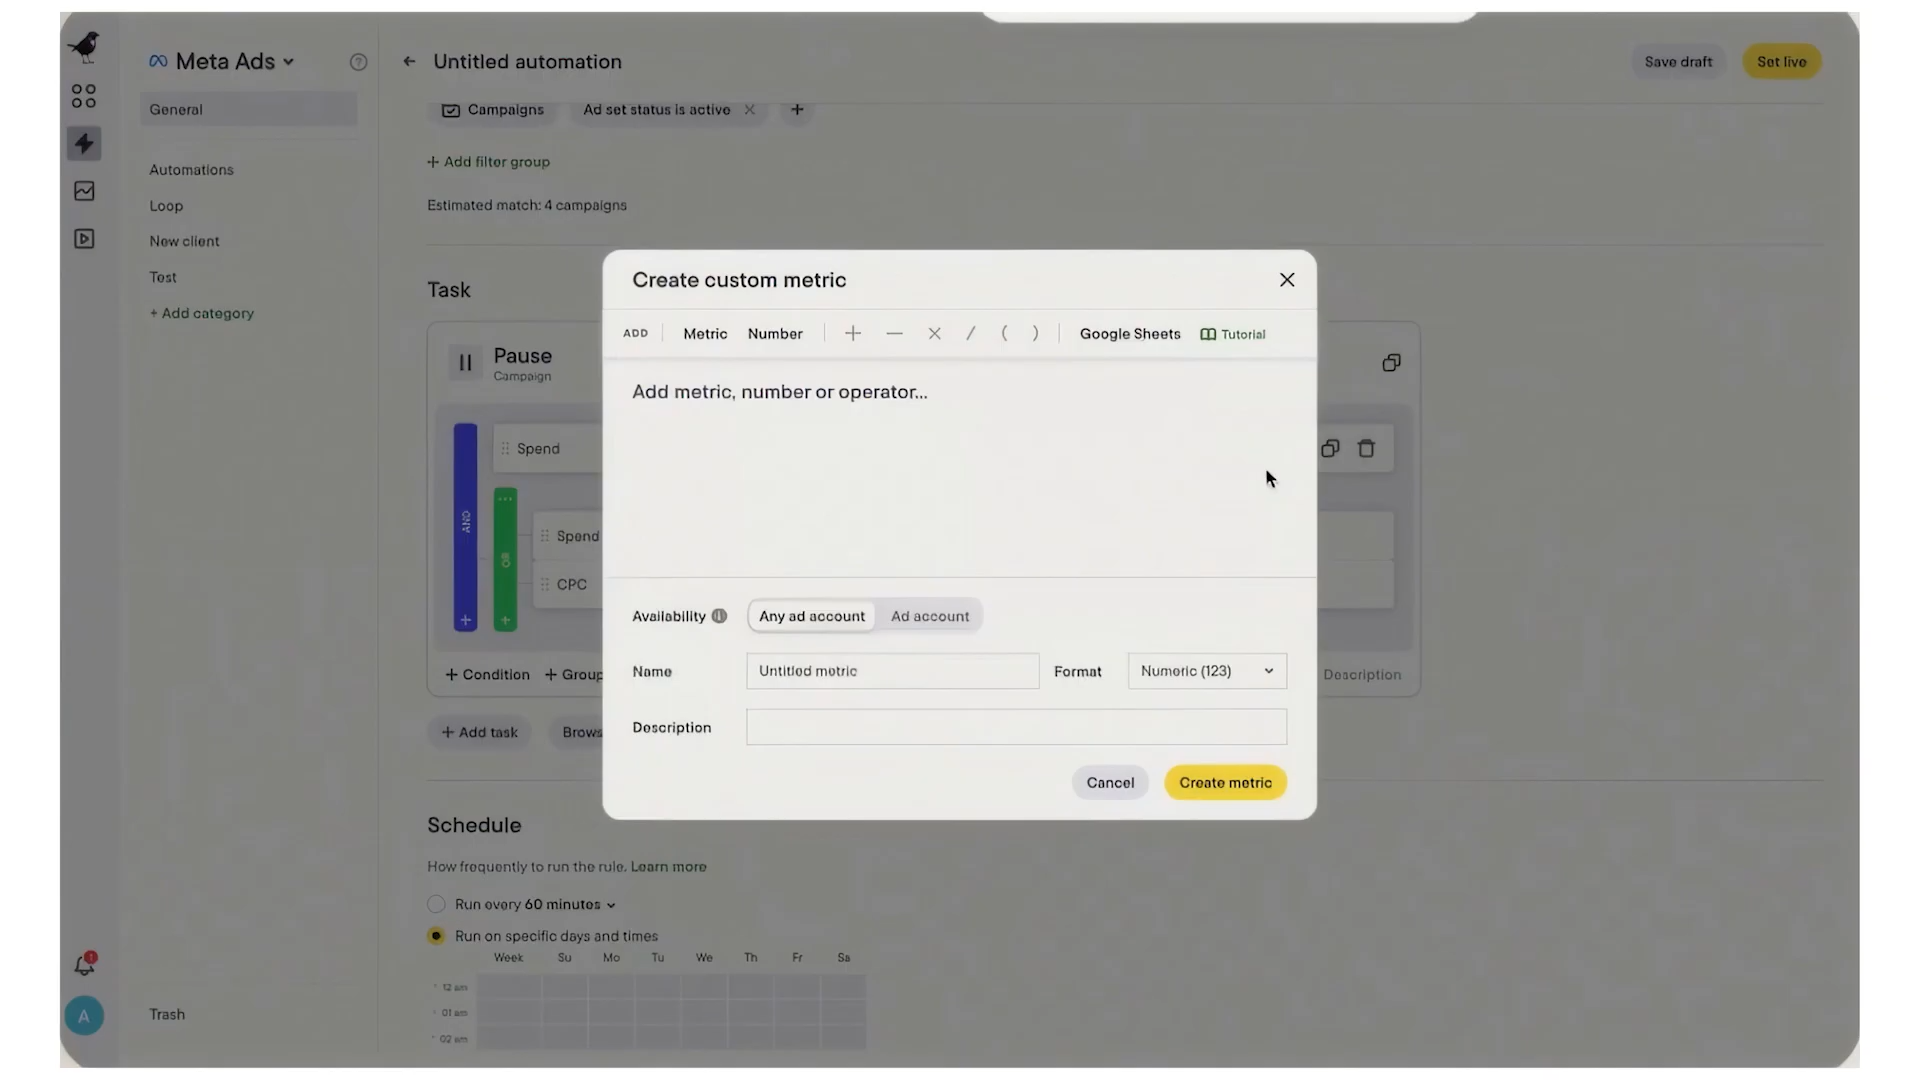 Meta Ads
Untitled automation
Save draft
Set live
General
Campaigns
Ad set status is active
+ Add filter group
Automations
Estimated match: 4 campaigns
Loop
New client
Test
+ Add category
Task
Create custom metric
ADD
Metric
Number
+ — × / ( )
Google Sheets
Tutorial
Pause
Campaign
Add metric, number or operator...
Spend
AND
OR
Spend
CPC
Availability
Any ad account
Ad account
Name
Untitled metric
Format
Numeric (123)
+ Condition
+ Group
Description
Description
+ Add task
Brows
Cancel
Create metric
Schedule
How frequently to run the rule. Learn more
Run every 60 minutes
Run on specific days and times
Week Su Mo Tu We Th Fr Sa
12 am
01 am
02 am
A
Trash